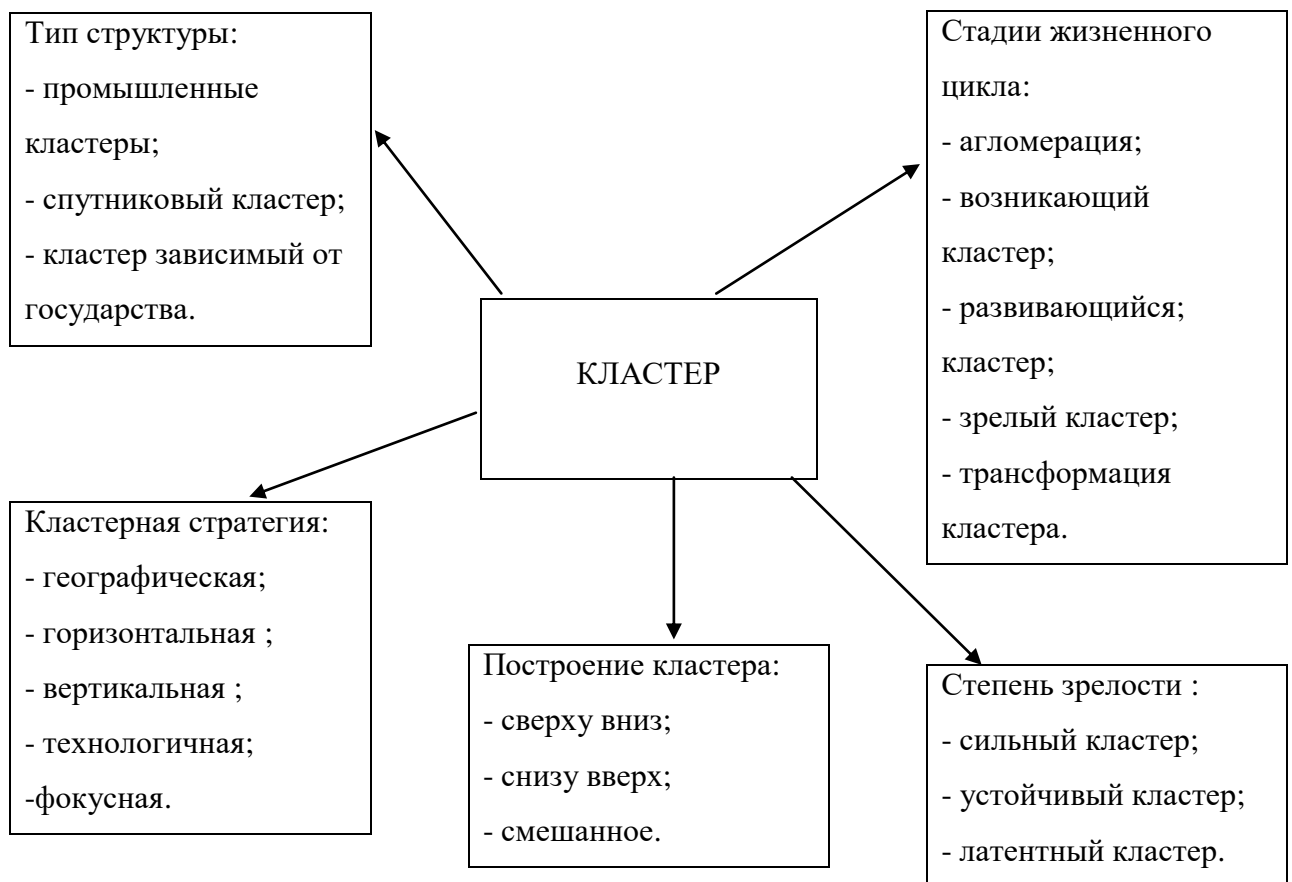 Тип структуры:
- промышленные
кластеры;
- спутниковый кластер;
- кластер зависимый от
государства.
Стадии жизненного
цикла:
- агломерация;
- возникающий
кластер;
- развивающийся;
кластер;
- зрелый кластер;
- трансформация
кластера.
КЛАСТЕР
Кластерная стратегия:
- географическая;
- горизонтальная ;
- вертикальная ;
- технологичная;
-фокусная.
Построение кластера:
- сверху вниз;
- снизу вверх;
- смешанное.
Степень зрелости :
- сильный кластер;
- устойчивый кластер;
- латентный кластер.